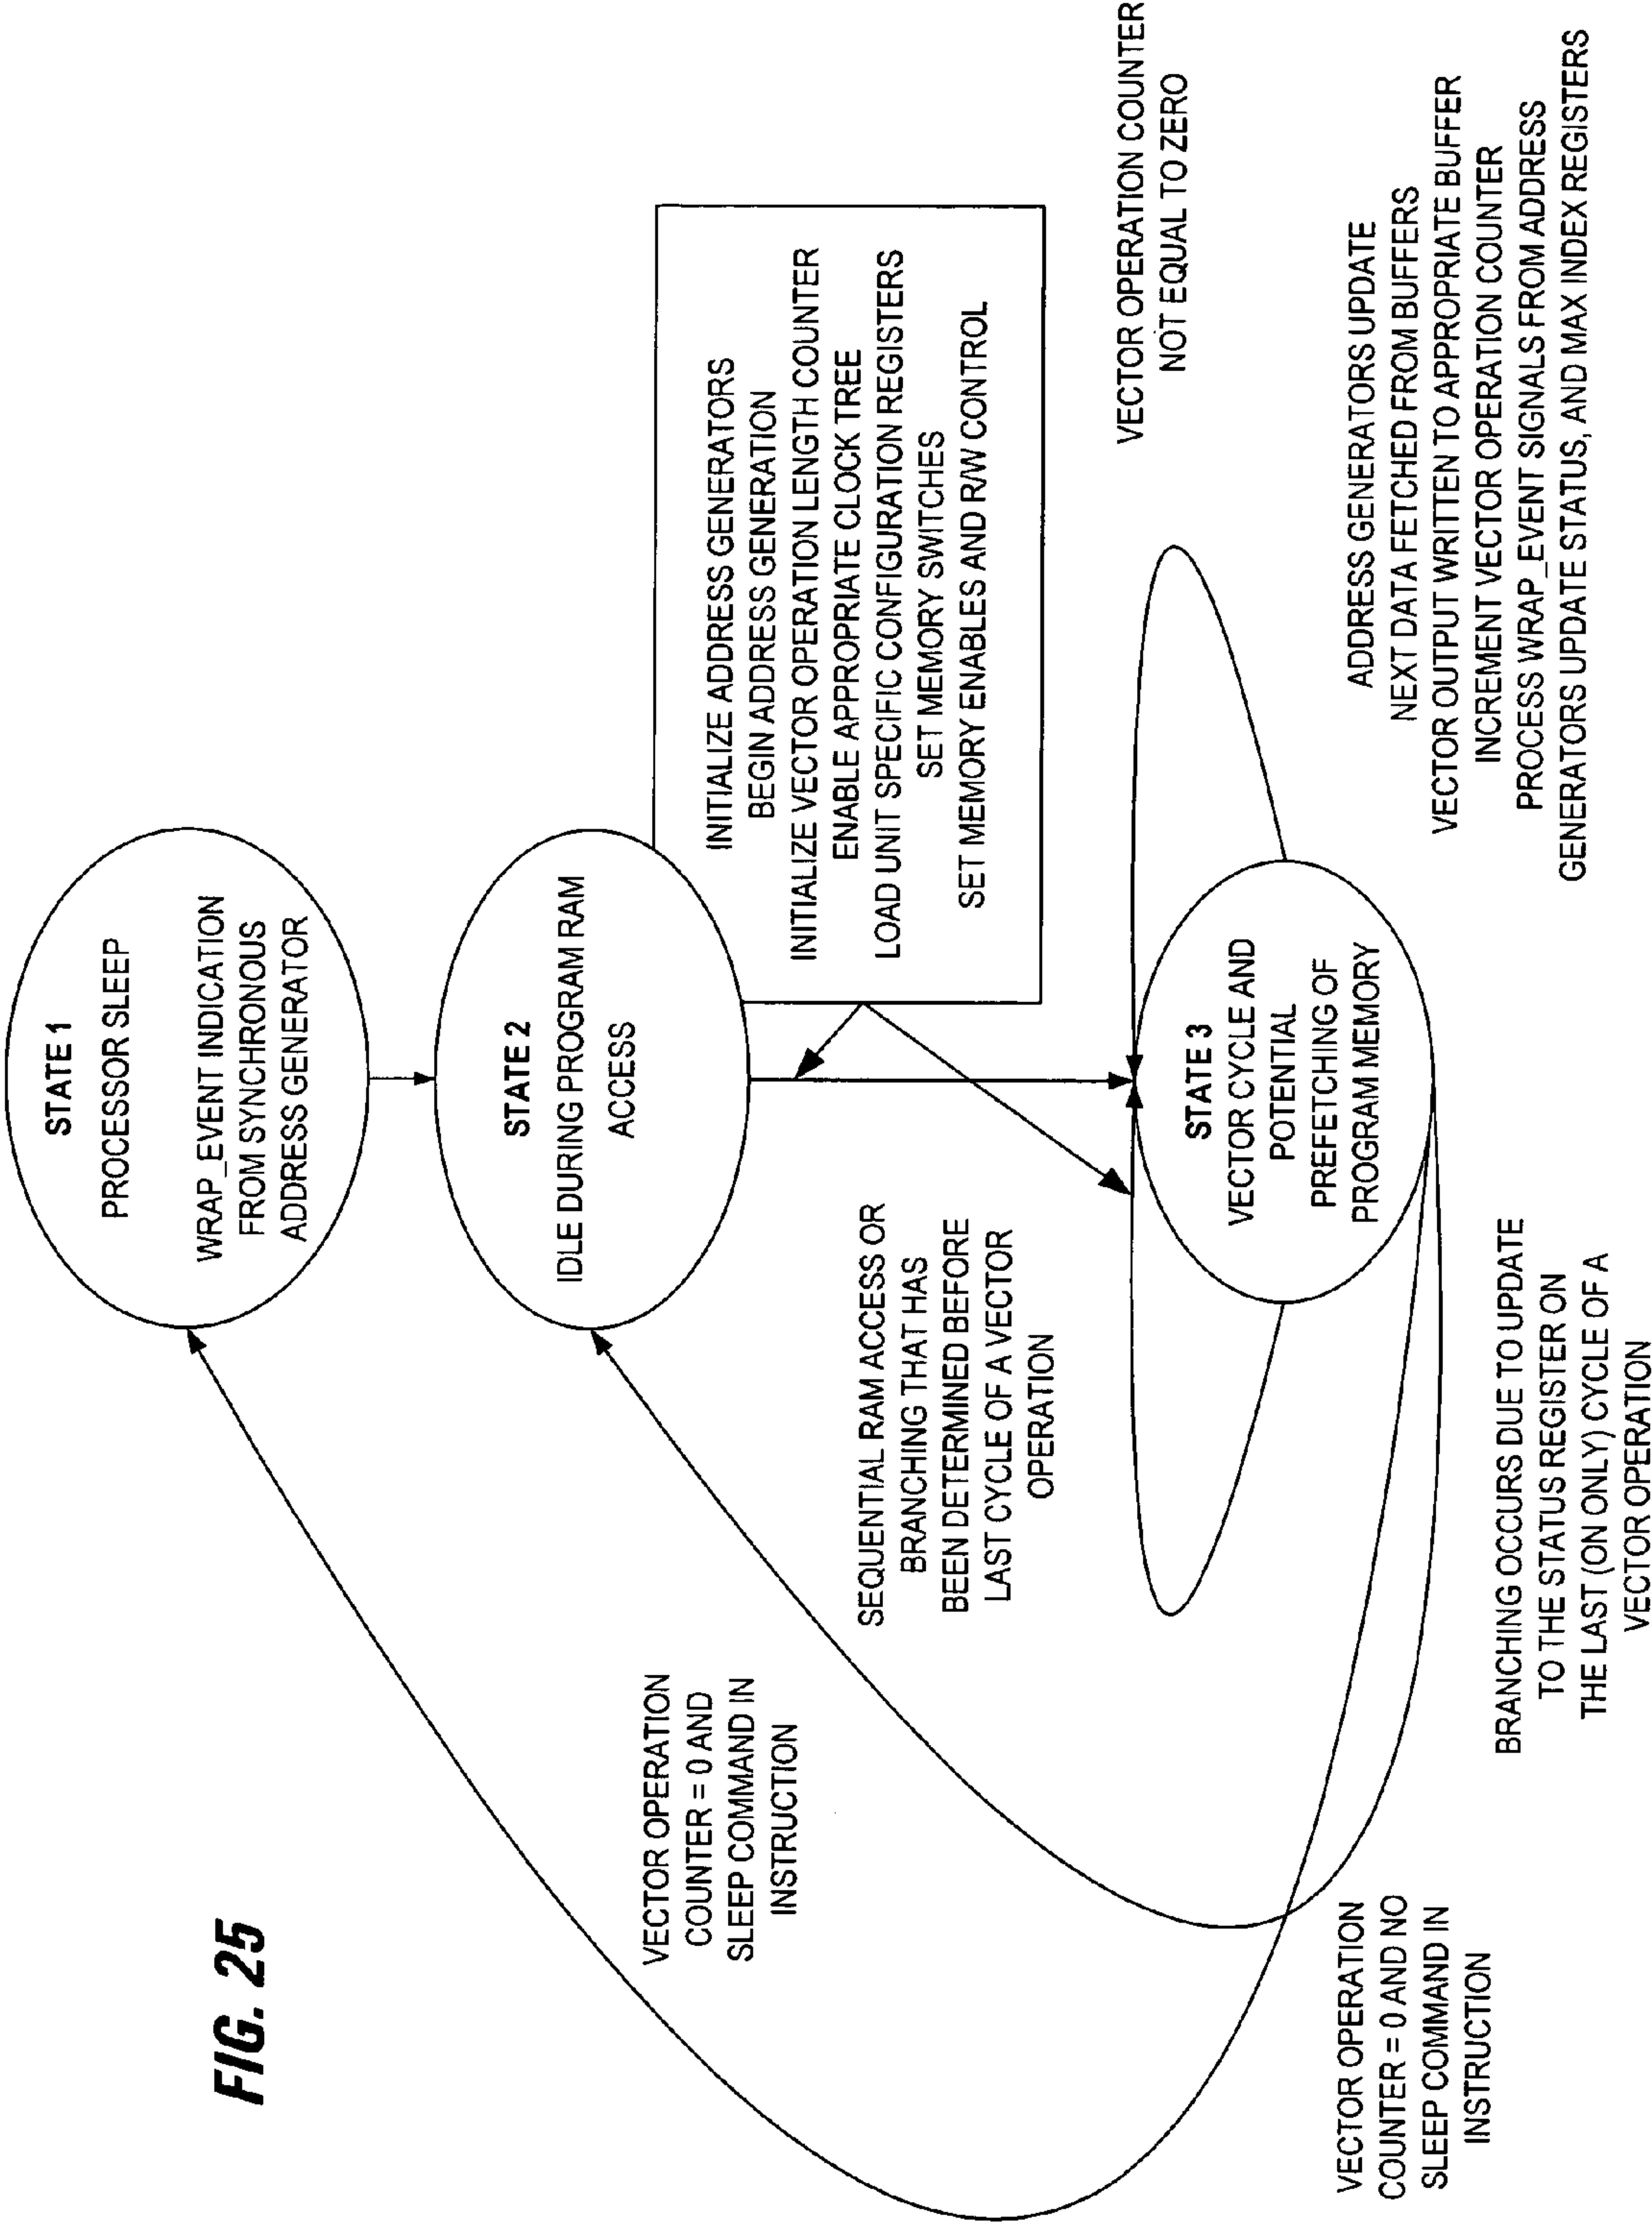 FIG. 25
STATE 1
PROCESSOR SLEEP
WRAP_EVENT INDICATION
FROM SYNCHRONOUS
ADDRESS GENERATOR
STATE 2
IDLE DURING PROGRAM RAM
ACCESS
INITIALIZE ADDRESS GENERATORS
BEGIN ADDRESS GENERATION
INITIALIZE VECTOR OPERATION LENGTH COUNTER
ENABLE APPROPRIATE CLOCK TREE
LOAD UNIT SPECIFIC CONFIGURATION REGISTERS
SET MEMORY SWITCHES
SET MEMORY ENABLES AND R/W CONTROL
VECTOR OPERATION
COUNTER = 0 AND
SLEEP COMMAND IN
INSTRUCTION
SEQUENTIAL RAM ACCESS OR
BRANCHING THAT HAS
BEEN DETERMINED BEFORE
LAST CYCLE OF A VECTOR
OPERATION
VECTOR OPERATION COUNTER
NOT EQUAL TO ZERO
STATE 3
VECTOR CYCLE AND
POTENTIAL
PREFETCHING OF
PROGRAM MEMORY
VECTOR OPERATION
COUNTER = 0 AND NO
SLEEP COMMAND IN
INSTRUCTION
BRANCHING OCCURS DUE TO UPDATE
TO THE STATUS REGISTER ON
THE LAST (ON ONLY) CYCLE OF A
VECTOR OPERATION
ADDRESS GENERATORS UPDATE
NEXT DATA FETCHED FROM BUFFERS
VECTOR OUTPUT WRITTEN TO APPROPRIATE BUFFER
INCREMENT VECTOR OPERATION COUNTER
PROCESS WRAP_EVENT SIGNALS FROM ADDRESS
GENERATORS UPDATE STATUS, AND MAX INDEX REGISTERS